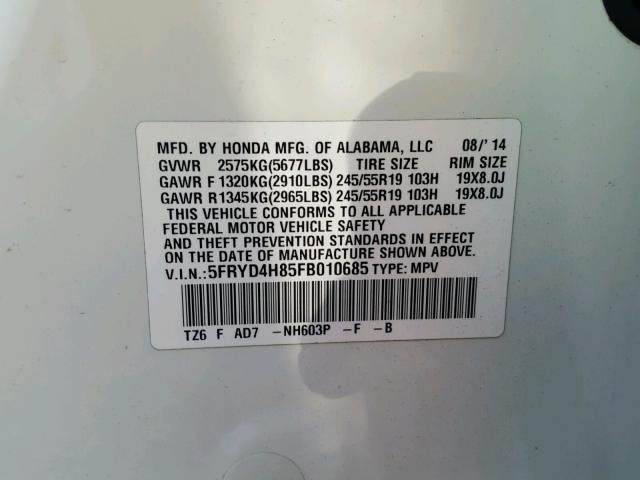 MFD. BY HONDA MFG. OF ALABAMA, LLC 08/' 14
GVWR 2575KG(5677LBS) TIRE SIZE RIM SIZE
GAWR F 1320KG(2910LBS) 245/55R19 103H 19X8.0J
GAWR R1345KG(2965LBS) 245/55R19 103H 19X8.0J
THIS VEHICLE CONFORMS TO ALL APPLICABLE
FEDERAL MOTOR VEHICLE SAFETY
AND THEFT PREVENTION STANDARDS IN EFFECT
ON THE DATE OF MANUFACTURE SHOWN ABOVE.
V.I.N.:5FRYD4H85FB010685 TYPE: MPV
TZ6 F AD7 -NH603P -F -B